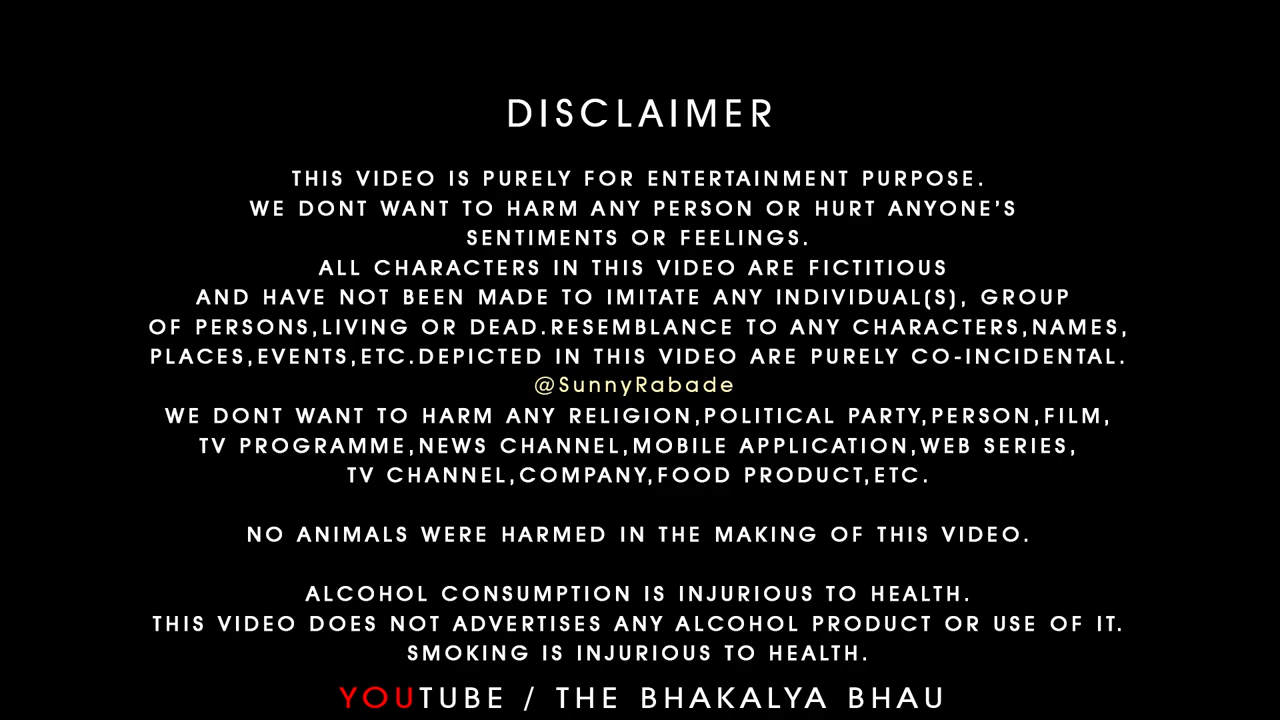 DISCLAIMER
THIS VIDEO IS PURELY FOR ENTERTAINMENT PURPOSE.
WE DONT WANT TO HARM ANY PERSON OR HURT ANYONE'S
SENTIMENTS OR FEELINGS.
ALL CHARACTERS IN THIS VIDEO ARE FICTITIOUS
AND HAVE NOT BEEN MADE TO IMITATE ANY INDIVIDUAL(S), GROUP
OF PERSONS,LIVING OR DEAD.RESEMBLANCE TO ANY CHARACTERS,NAMES,
PLACES,EVENTS,ETC.DEPICTED IN THIS VIDEO ARE PURELY CO-INCIDENTAL.
@SunnyRabade
WE DONT WANT TO HARM ANY RELIGION,POLITICAL PARTY,PERSON,FILM,
TV PROGRAMME,NEWS CHANNEL,MOBILE APPLICATION,WEB SERIES,
TV CHANNEL,COMPANY,FOOD PRODUCT,ETC.
NO ANIMALS WERE HARMED IN THE MAKING OF THIS VIDEO.
ALCOHOL CONSUMPTION IS INJURIOUS TO HEALTH.
THIS VIDEO DOES NOT ADVERTISES ANY ALCOHOL PRODUCT OR USE OF IT.
SMOKING IS INJURIOUS TO HEALTH.
YOUTUBE / THE BHAKALYA BHAU